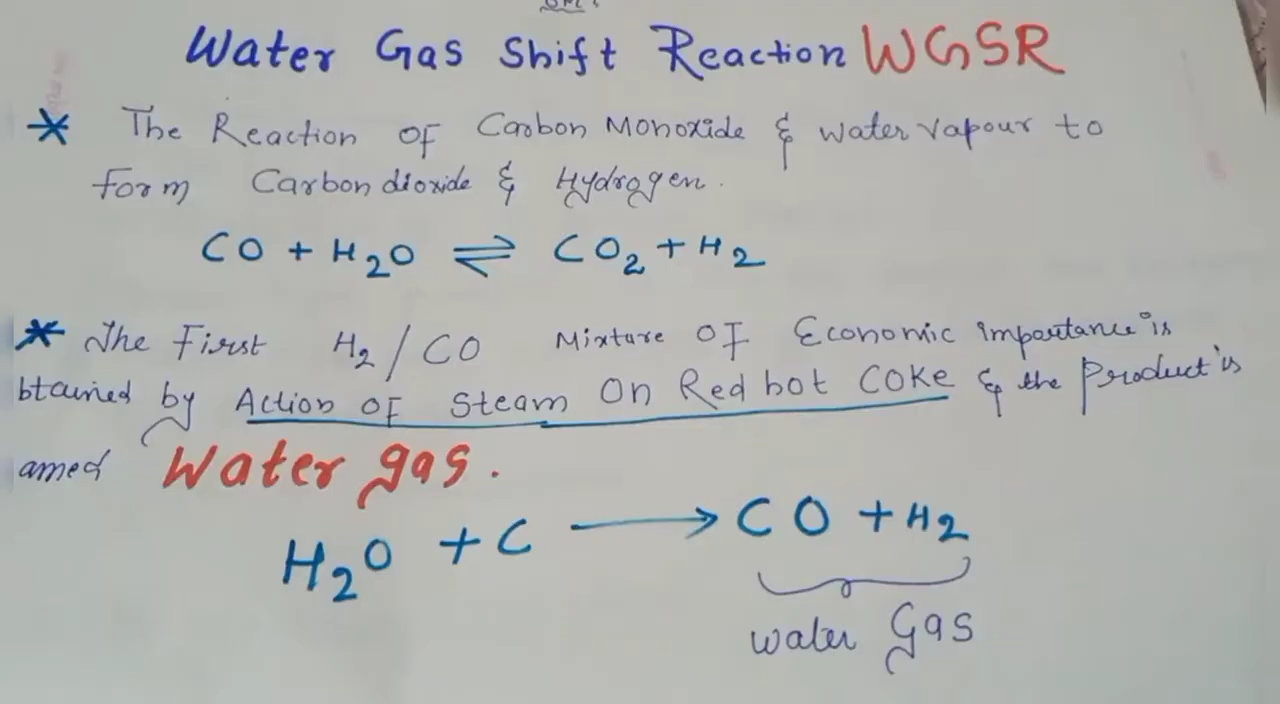 Water Gas Shift Reaction WGSR
* The Reaction of Carbon Monoxide & water vapour to
form Carbon dioxide & Hydrogen.
CO + H2O ⇌ CO2 + H2
* The First H2/CO Mixture of Economic importance is
btained by Action of Steam On Red hot COKE & the Product is
amed Water gas.
H2O + C ⟶ CO + H2
water Gas